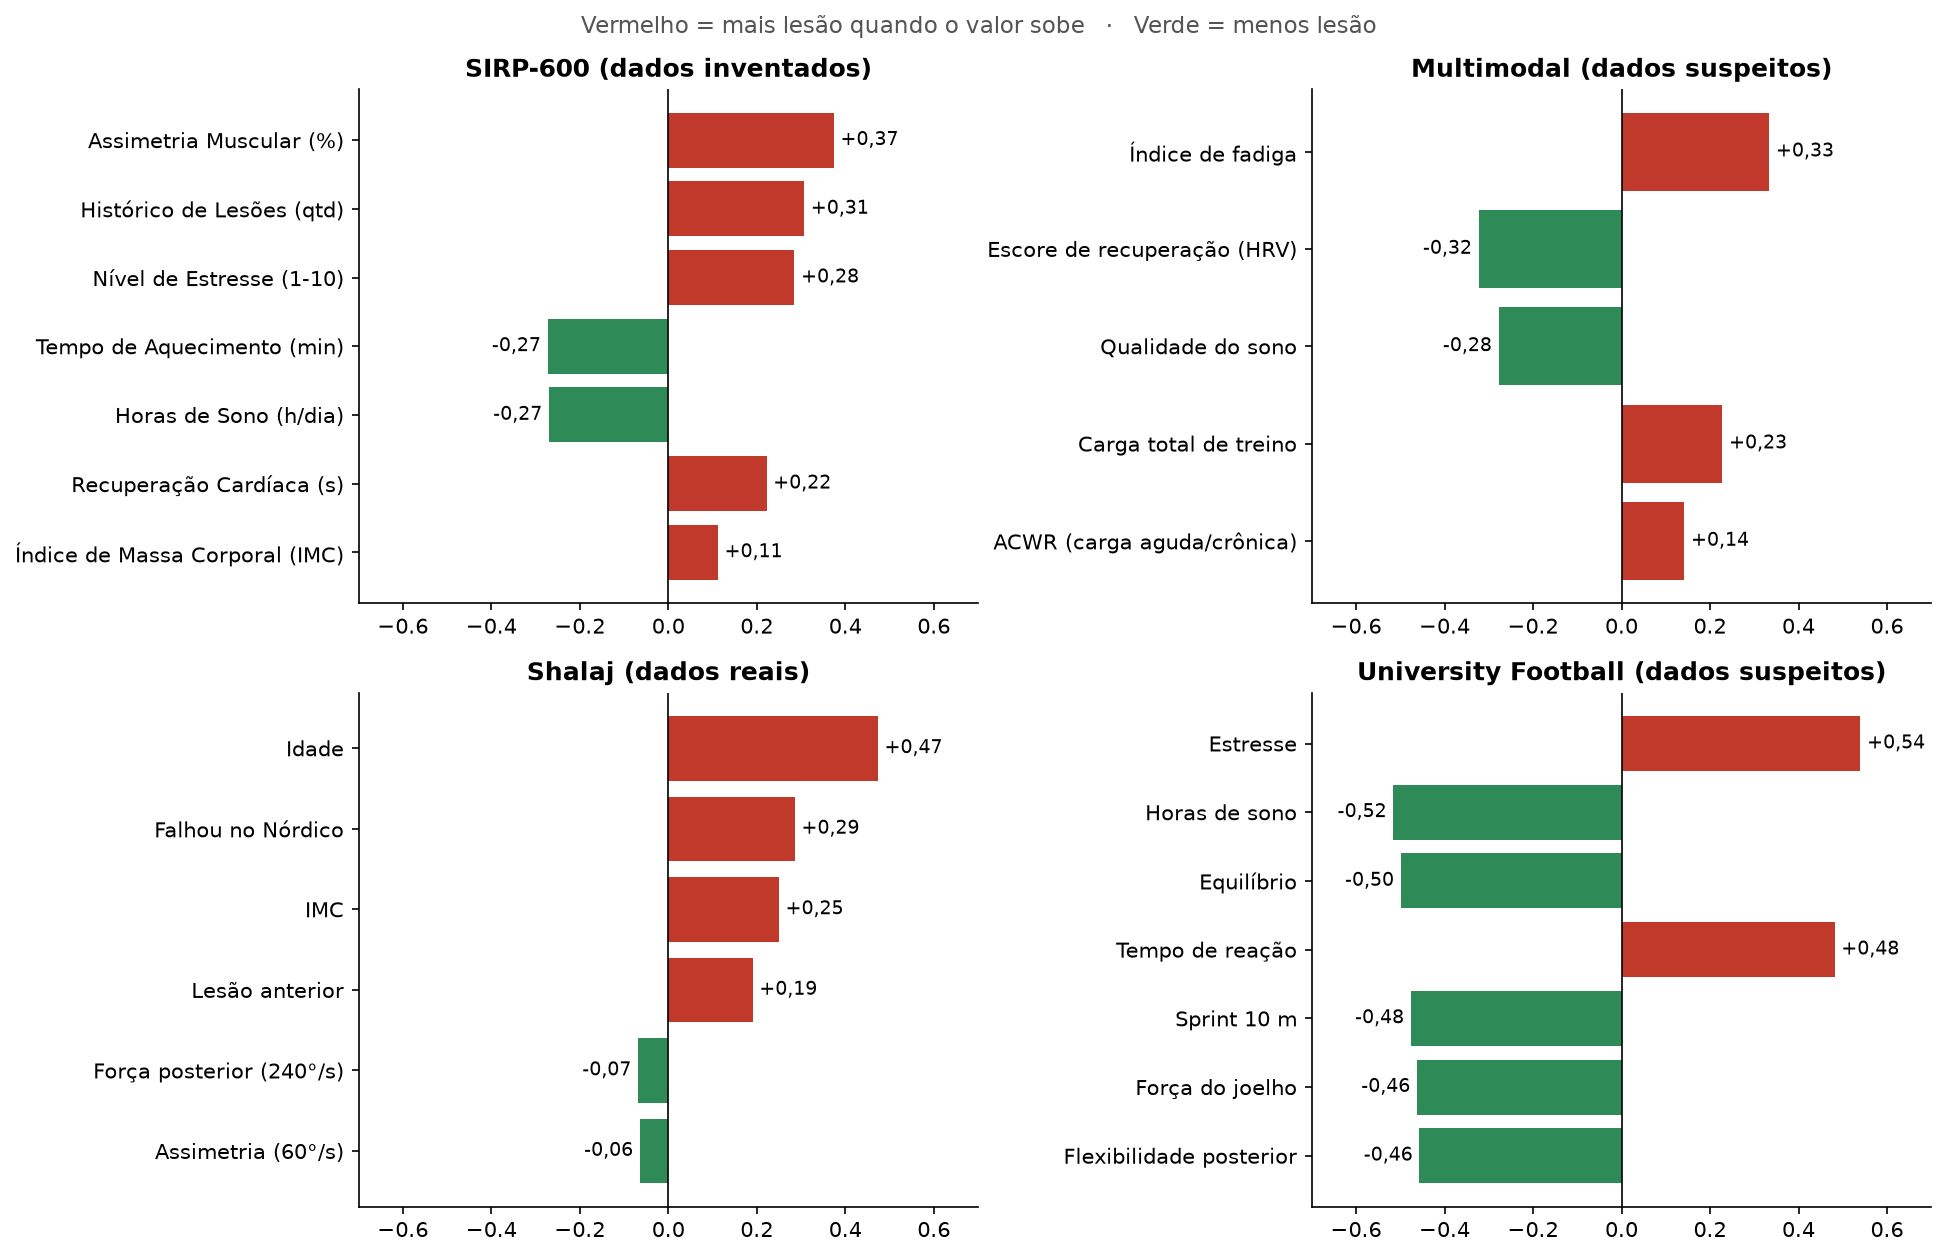 Vermelho = mais lesão quando o valor sobe · Verde = menos lesão
SIRP-600 (dados inventados)
Assimetria Muscular (%)
+0,37
Histórico de Lesões (qtd)
+0,31
Nível de Estresse (1-10)
+0,28
Tempo de Aquecimento (min)
-0,27
Horas de Sono (h/dia)
-0,27
Recuperação Cardíaca (s)
+0,22
Índice de Massa Corporal (IMC)
+0,11
−0.6 −0.4 −0.2 0.0 0.2 0.4 0.6
Multimodal (dados suspeitos)
Índice de fadiga
+0,33
Escore de recuperação (HRV)
-0,32
Qualidade do sono
-0,28
Carga total de treino
+0,23
ACWR (carga aguda/crônica)
+0,14
−0.6 −0.4 −0.2 0.0 0.2 0.4 0.6
Shalaj (dados reais)
Idade
+0,47
Falhou no Nórdico
+0,29
IMC
+0,25
Lesão anterior
+0,19
Força posterior (240°/s)
-0,07
Assimetria (60°/s)
-0,06
−0.6 −0.4 −0.2 0.0 0.2 0.4 0.6
University Football (dados suspeitos)
Estresse
+0,54
Horas de sono
-0,52
Equilíbrio
-0,50
Tempo de reação
+0,48
Sprint 10 m
-0,48
Força do joelho
-0,46
Flexibilidade posterior
-0,46
−0.6 −0.4 −0.2 0.0 0.2 0.4 0.6